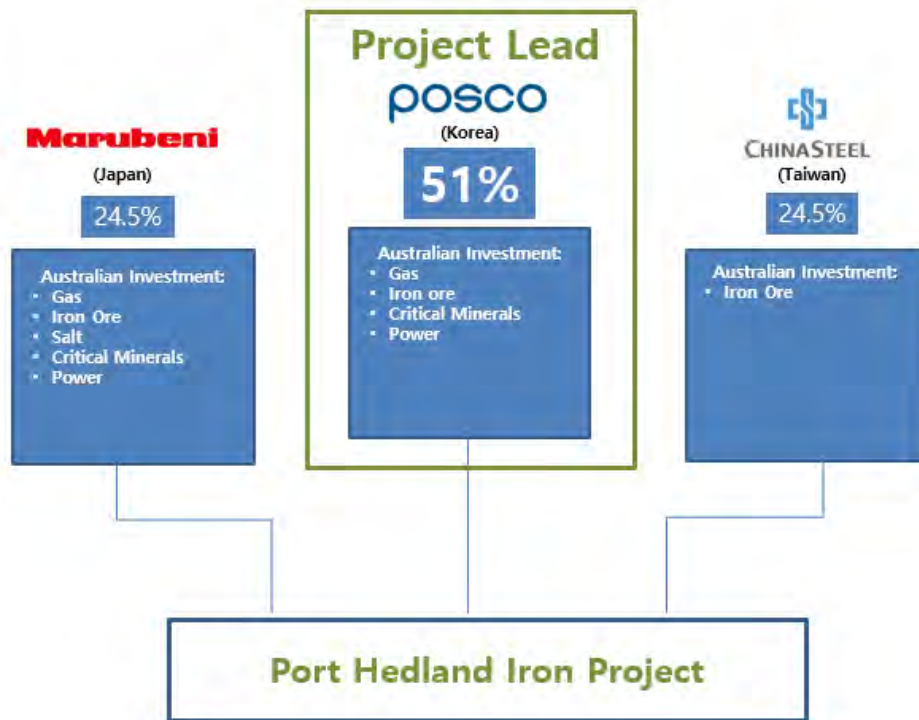 Project Lead
posco
(Korea)
51%
Australian Investment:
• Gas
• Iron ore
• Critical Minerals
• Power
Marubeni
(Japan)
24.5%
Australian Investment:
• Gas
• Iron Ore
• Salt
• Critical Minerals
• Power
CHINASTEEL
(Taiwan)
24.5%
Australian Investment:
• Iron Ore
Port Hedland Iron Project